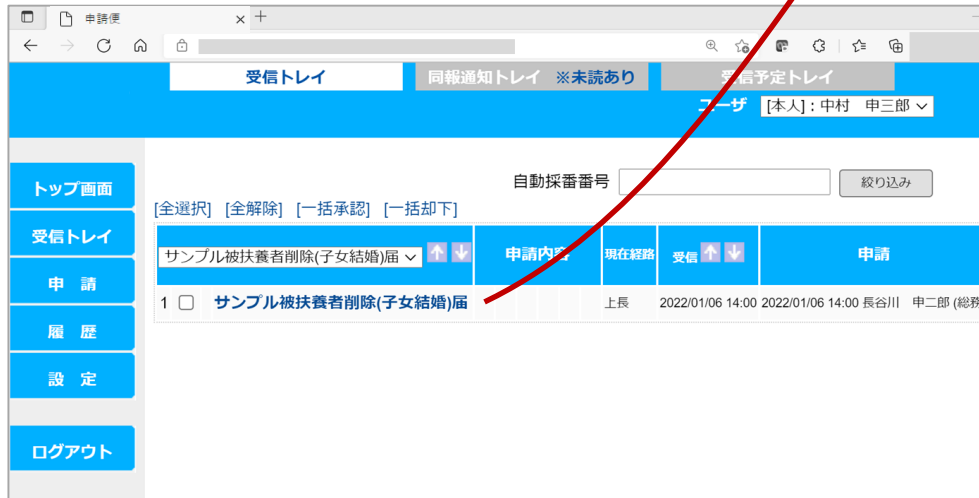 申請便
受信トレイ 同報通知トレイ ※未読あり 受信予定トレイ
ユーザ [本人]：中村 申三郎
トップ画面
受信トレイ
申 請
履 歴
設 定
ログアウト
自動採番番号 絞り込み
[全選択] [全解除] [一括承認] [一括却下]
サンプル被扶養者削除(子女結婚)届 申請内容 現在経路 受信 申請
1 サンプル被扶養者削除(子女結婚)届 上長 2022/01/06 14:00 2022/01/06 14:00 長谷川 申二郎 (総務